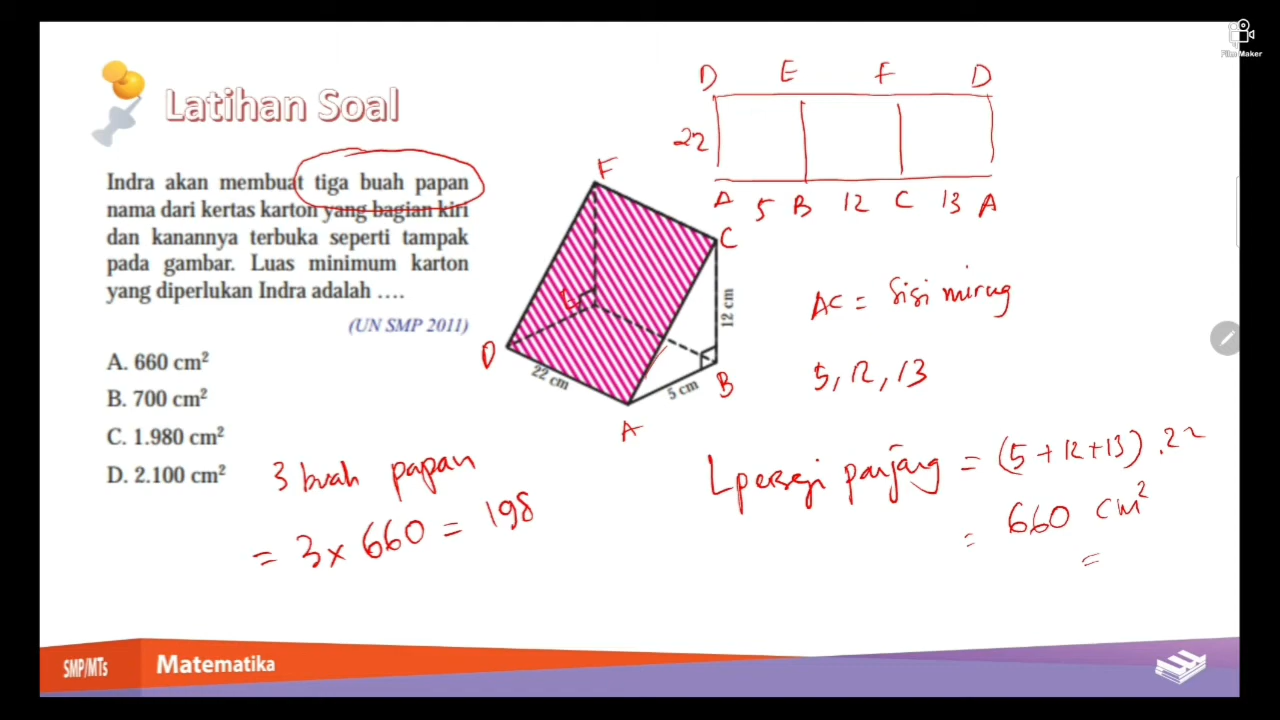 Film Maker
Latihan Soal
Indra akan membuat tiga buah papan
nama dari kertas karton yang bagian kiri
dan kanannya terbuka seperti tampak
pada gambar. Luas minimum karton
yang diperlukan Indra adalah ….
(UN SMP 2011)
A. 660 cm²
B. 700 cm²
C. 1.980 cm²
D. 2.100 cm²
3 buah papan
= 3 x 660 = 198
F
C
12 cm
D
22 cm
5 cm
B
A
D E F D
22
A 5 B 12 C 13 A
AC = Sisi miring
5, 12, 13
L persegi panjang = (5 + 12 + 13) . 22
= 660 cm²
=
SMP/MTs
Matematika